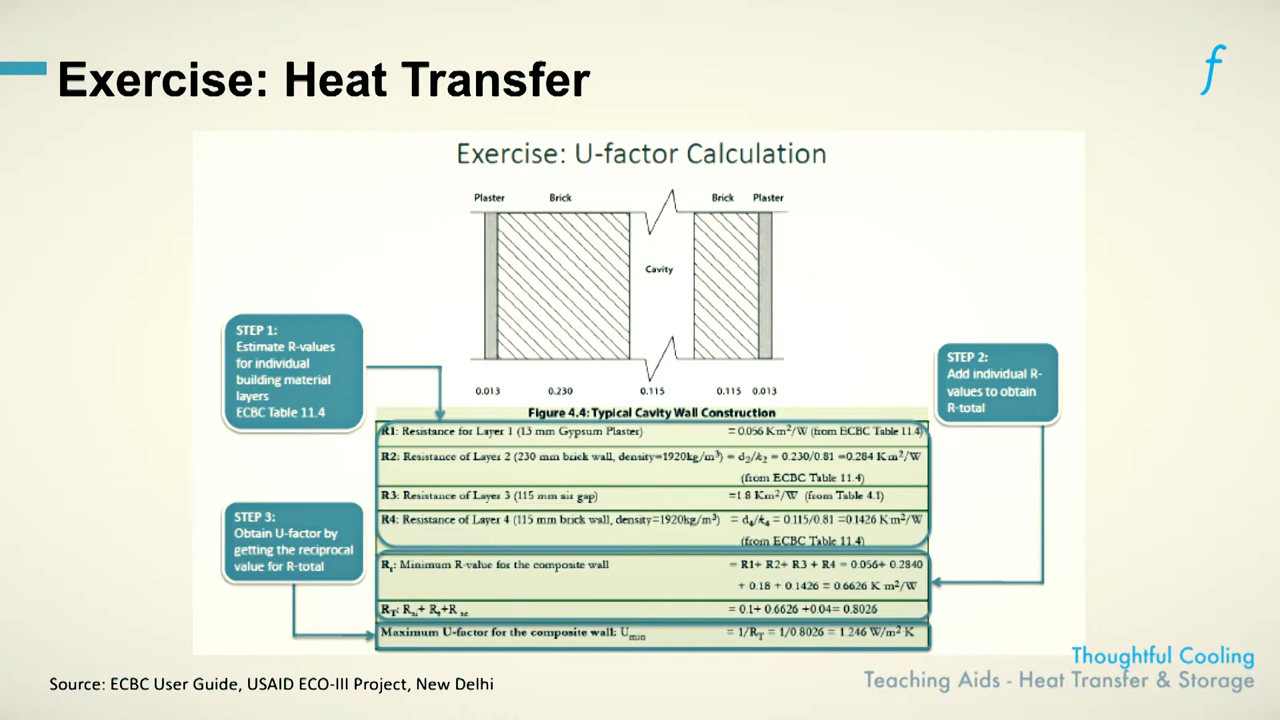 Exercise: Heat Transfer
f
Exercise: U-factor Calculation
Plaster Brick Brick Plaster
Cavity
0.013 0.230 0.115 0.115 0.013
Figure 4.4: Typical Cavity Wall Construction
STEP 1:
Estimate R-values
for individual
building material
layers
ECBC Table 11.4
STEP 2:
Add individual R-
values to obtain
R-total
STEP 3:
Obtain U-factor by
getting the reciprocal
value for R-total
R1: Resistance for Layer 1 (13 mm Gypsum Plaster) = 0.056 Km²/W (from ECBC Table 11.4)
R2: Resistance of Layer 2 (230 mm brick wall, density=1920kg/m³) = d₂/k₂ = 0.230/0.81 =0.284 Km²/W
(from ECBC Table 11.4)
R3: Resistance of Layer 3 (115 mm air gap) =1.8 Km²/W (from Table 4.1)
R4: Resistance of Layer 4 (115 mm brick wall, density=1920kg/m³) = d₄/k₄ = 0.115/0.81 =0.1426 K m²/W
(from ECBC Table 11.4)
Rₜ: Minimum R-value for the composite wall = R1+ R2+ R3 + R4 = 0.056+ 0.2840
+ 0.18 + 0.1426 = 0.6626 K m²/W
R_T: R_si+ Rₜ+R_se = 0.1+ 0.6626 +0.04= 0.8026
Maximum U-factor for the composite wall: U_min = 1/R_T = 1/0.8026 = 1.246 W/m² K
Thoughtful Cooling
Teaching Aids - Heat Transfer & Storage
Source: ECBC User Guide, USAID ECO-III Project, New Delhi